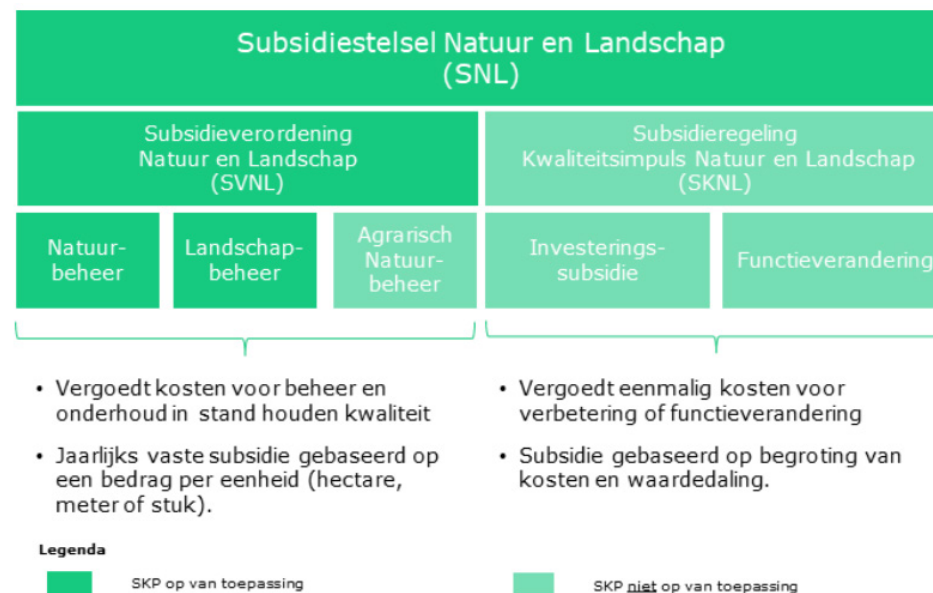 Subsidiestelsel Natuur en Landschap
(SNL)
Subsidieverordening
Natuur en Landschap
(SVNL)
Subsidieregeling
Kwaliteitsimpuls Natuur en Landschap
(SKNL)
Natuur-
beheer
Landschap-
beheer
Agrarisch
Natuur-
beheer
Investerings-
subsidie
Functieverandering
• Vergoedt kosten voor beheer en
onderhoud in stand houden kwaliteit
• Jaarlijks vaste subsidie gebaseerd op
een bedrag per eenheid (hectare,
meter of stuk).
• Vergoedt eenmalig kosten voor
verbetering of functieverandering
• Subsidie gebaseerd op begroting van
kosten en waardedaling.
Legenda
SKP op van toepassing
SKP niet op van toepassing